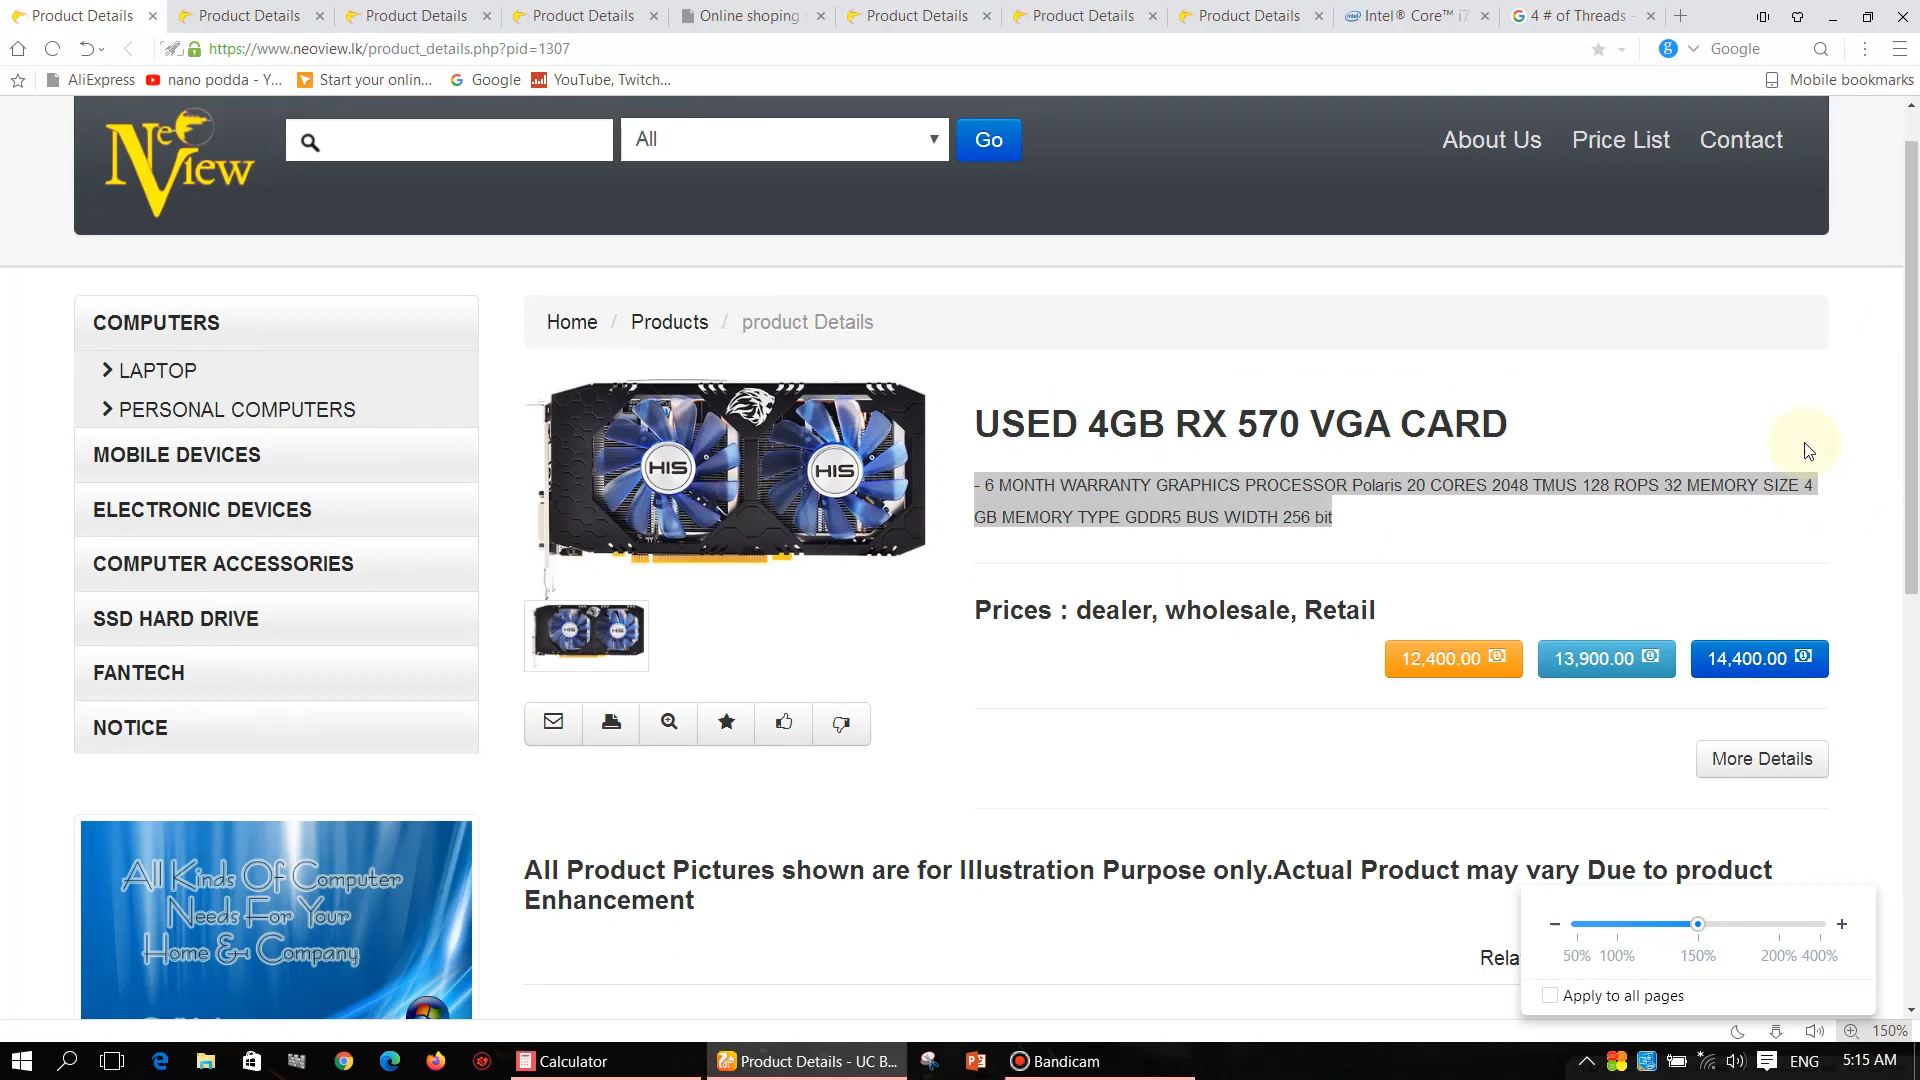 Product Details
Product Details
Product Details
Product Details
Online shoping
Product Details
Product Details
Product Details
Intel® Core™ i7
4 # of Threads -
https://www.neoview.lk/product_details.php?pid=1307
Google
AliExpress
nano podda - Y...
Start your onlin...
Google
YouTube, Twitch...
Mobile bookmarks
NeoView
All
Go
About Us
Price List
Contact
COMPUTERS
LAPTOP
PERSONAL COMPUTERS
MOBILE DEVICES
ELECTRONIC DEVICES
COMPUTER ACCESSORIES
SSD HARD DRIVE
FANTECH
NOTICE
All Kinds Of Computer
Needs For Your
Home & Company
Home / Products / product Details
HIS HIS
HIS HIS
USED 4GB RX 570 VGA CARD
- 6 MONTH WARRANTY GRAPHICS PROCESSOR Polaris 20 CORES 2048 TMUS 128 ROPS 32 MEMORY SIZE 4
GB MEMORY TYPE GDDR5 BUS WIDTH 256 bit
Prices : dealer, wholesale, Retail
12,400.00
13,900.00
14,400.00
More Details
All Product Pictures shown are for Illustration Purpose only.Actual Product may vary Due to product
Enhancement
Rela
50% 100% 150% 200% 400%
Apply to all pages
150%
Calculator
Product Details - UC B...
Bandicam
ENG
5:15 AM